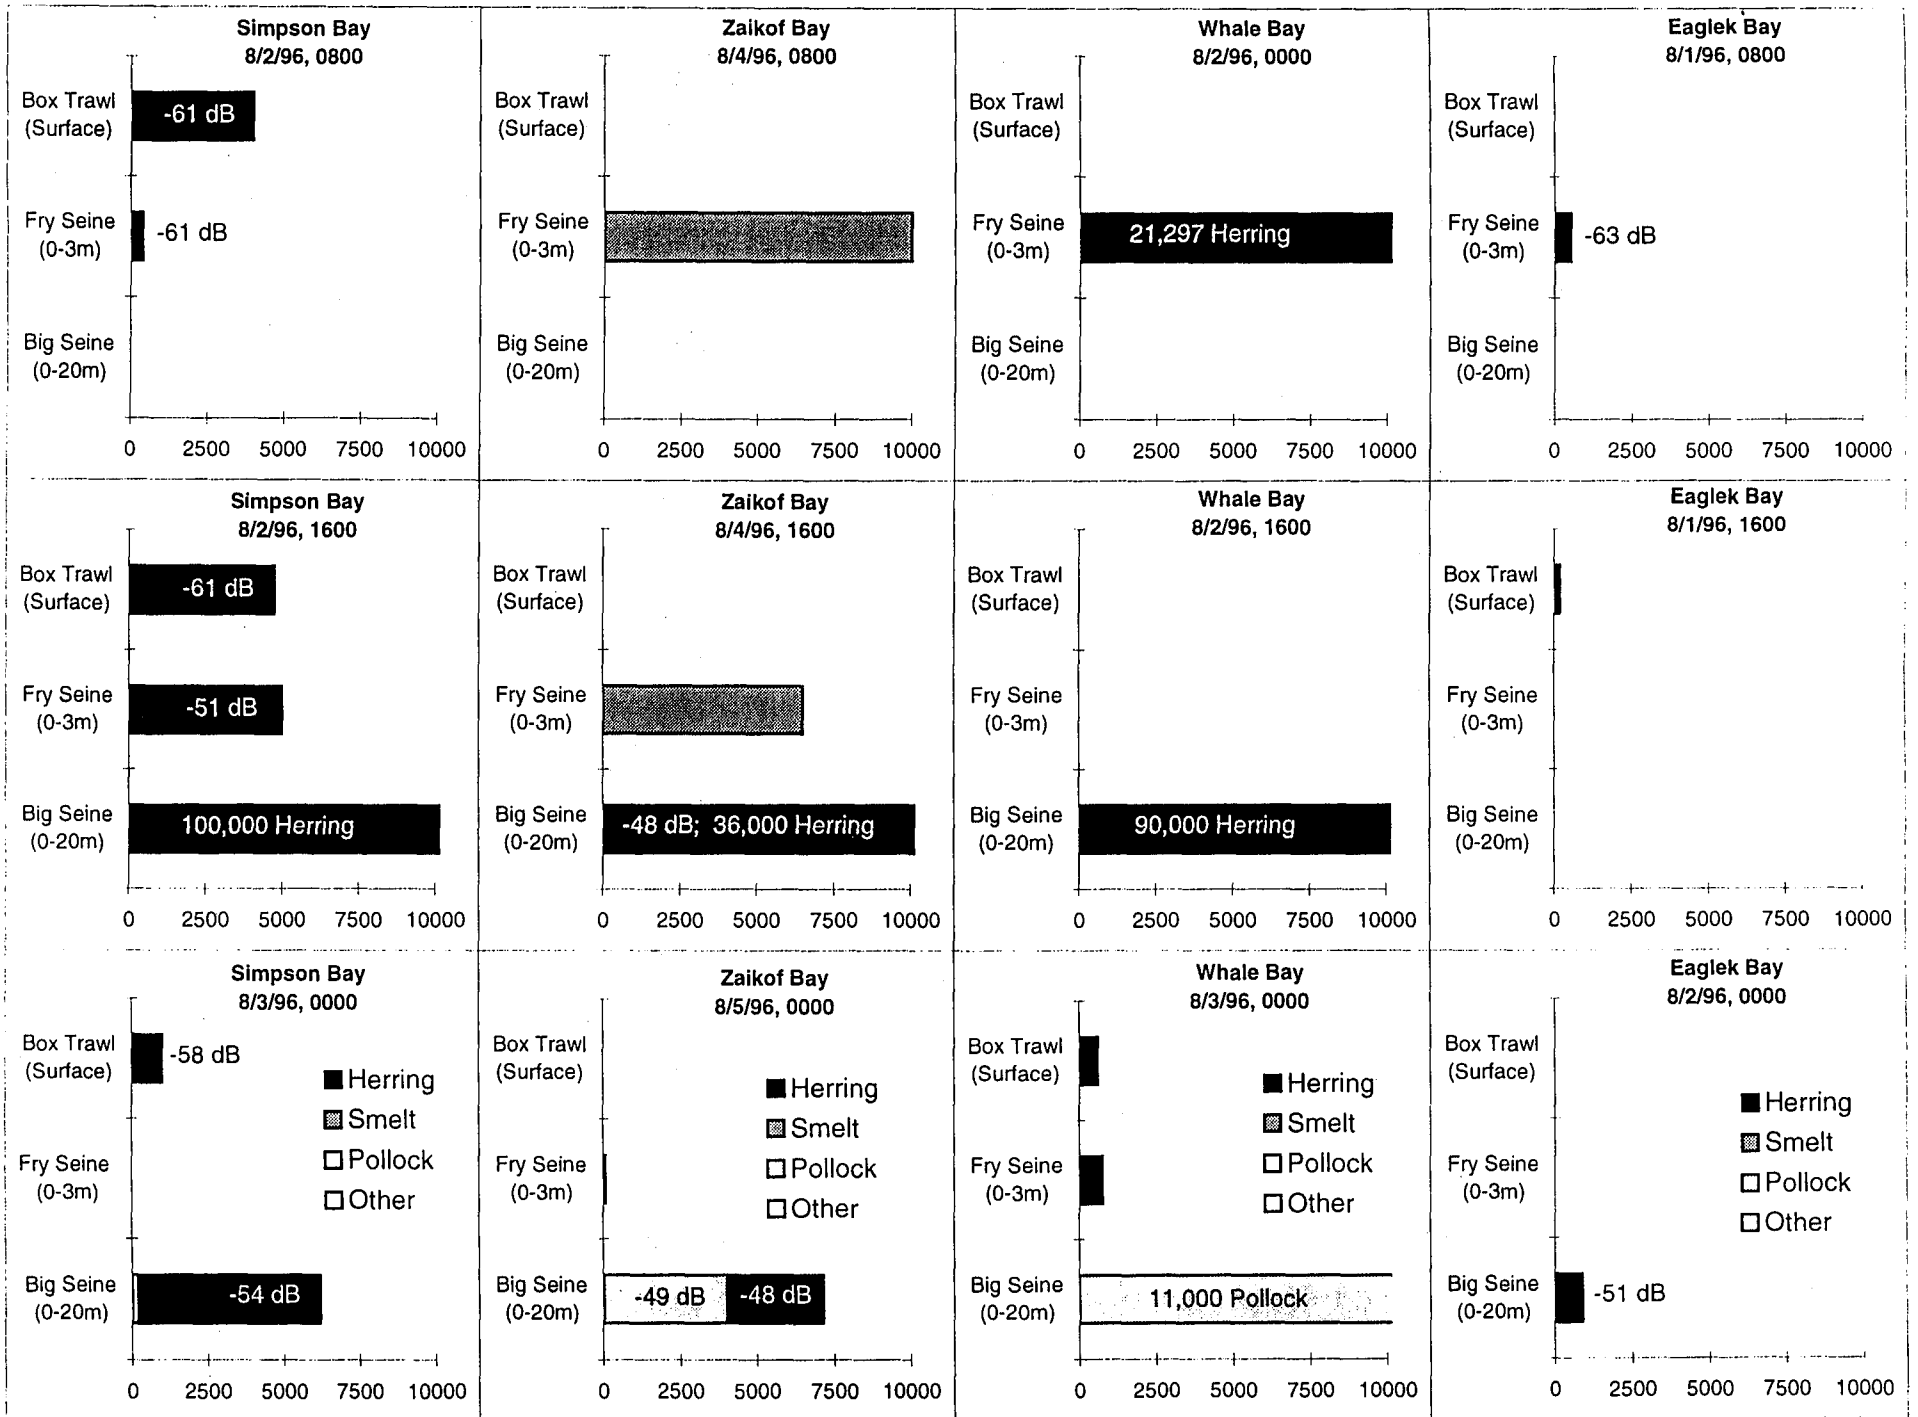 Simpson Bay
8/2/96, 0800
Box Trawl
(Surface)
-61 dB
Fry Seine
(0-3m)
-61 dB
Big Seine
(0-20m)
0 2500 5000 7500 10000
Zaikof Bay
8/4/96, 0800
Box Trawl
(Surface)
Fry Seine
(0-3m)
Big Seine
(0-20m)
0 2500 5000 7500 10000
Whale Bay
8/2/96, 0000
Box Trawl
(Surface)
Fry Seine
(0-3m)
21,297 Herring
Big Seine
(0-20m)
0 2500 5000 7500 10000
Eaglek Bay
8/1/96, 0800
Box Trawl
(Surface)
Fry Seine
(0-3m)
-63 dB
Big Seine
(0-20m)
0 2500 5000 7500 10000
Simpson Bay
8/2/96, 1600
Box Trawl
(Surface)
-61 dB
Fry Seine
(0-3m)
-51 dB
Big Seine
(0-20m)
100,000 Herring
0 2500 5000 7500 10000
Zaikof Bay
8/4/96, 1600
Box Trawl
(Surface)
Fry Seine
(0-3m)
Big Seine
(0-20m)
-48 dB; 36,000 Herring
0 2500 5000 7500 10000
Whale Bay
8/2/96, 1600
Box Trawl
(Surface)
Fry Seine
(0-3m)
Big Seine
(0-20m)
90,000 Herring
0 2500 5000 7500 10000
Eaglek Bay
8/1/96, 1600
Box Trawl
(Surface)
Fry Seine
(0-3m)
Big Seine
(0-20m)
0 2500 5000 7500 10000
Simpson Bay
8/3/96, 0000
Box Trawl
(Surface)
-58 dB
Herring
Smelt
Pollock
Other
Fry Seine
(0-3m)
Big Seine
(0-20m)
-54 dB
0 2500 5000 7500 10000
Zaikof Bay
8/5/96, 0000
Box Trawl
(Surface)
Herring
Smelt
Pollock
Other
Fry Seine
(0-3m)
Big Seine
(0-20m)
-49 dB -48 dB
0 2500 5000 7500 10000
Whale Bay
8/3/96, 0000
Box Trawl
(Surface)
Herring
Smelt
Pollock
Other
Fry Seine
(0-3m)
Big Seine
(0-20m)
11,000 Pollock
0 2500 5000 7500 10000
Eaglek Bay
8/2/96, 0000
Box Trawl
(Surface)
Herring
Smelt
Pollock
Other
Fry Seine
(0-3m)
Big Seine
(0-20m)
-51 dB
0 2500 5000 7500 10000